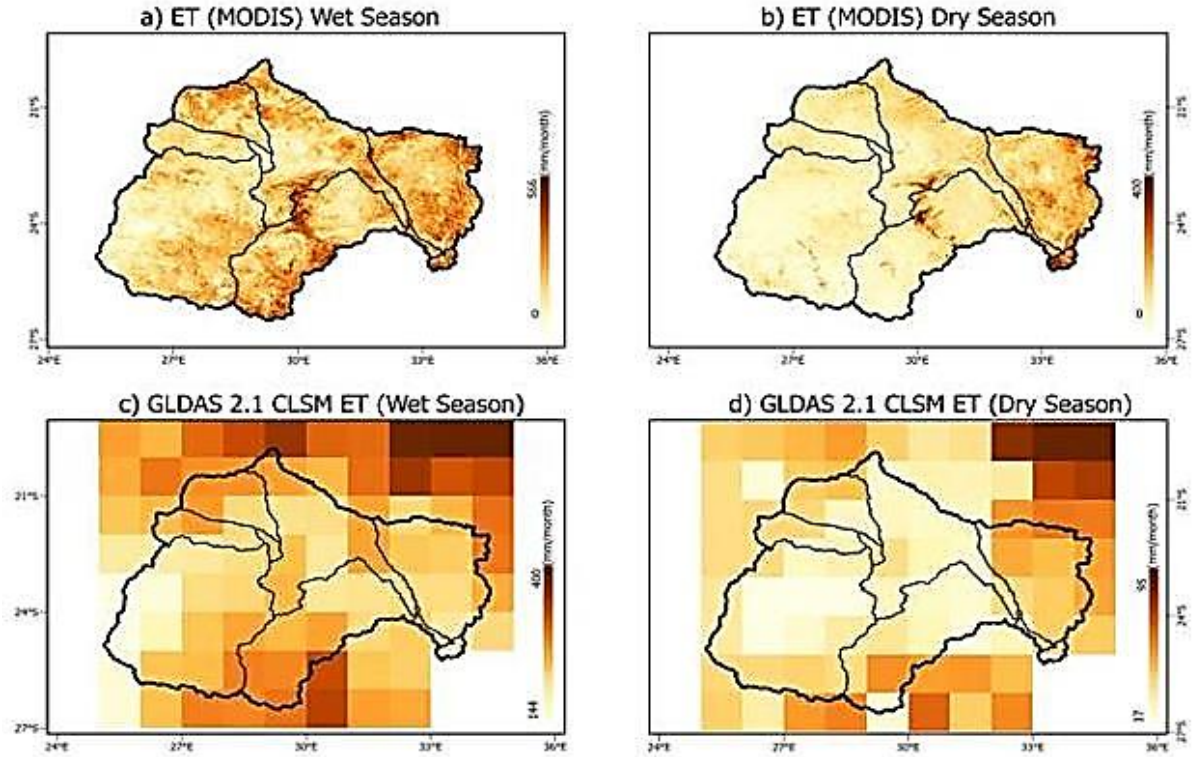 a) ET (MODIS) Wet Season
b) ET (MODIS) Dry Season
21°S
24°S
27°S
24°E
27°E
30°E
33°E
36°E
566
(mm/month)
0
24°E
27°E
30°E
33°E
36°E
21°S
24°S
27°S
400
(mm/month)
0
c) GLDAS 2.1 CLSM ET (Wet Season)
d) GLDAS 2.1 CLSM ET (Dry Season)
21°S
24°S
27°S
24°E
27°E
30°E
33°E
36°E
400
(mm/month)
144
24°E
27°E
30°E
33°E
36°E
21°S
24°S
27°S
95
(mm/month)
17